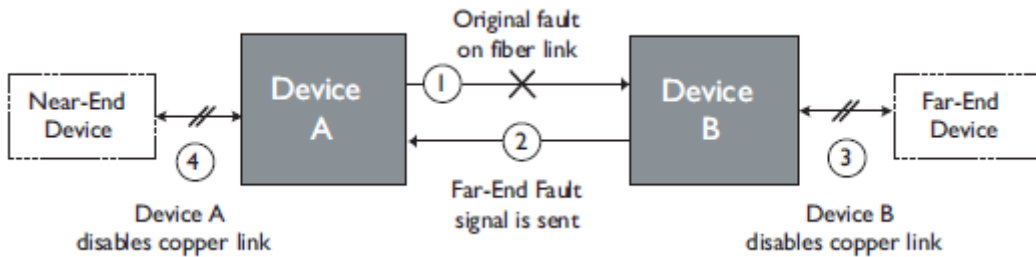 Original fault
on fiber link
Near-End
Device
Device
A
1
Device
B
Far-End
Device
4
2
3
Far-End Fault
signal is sent
Device A
disables copper link
Device B
disables copper link